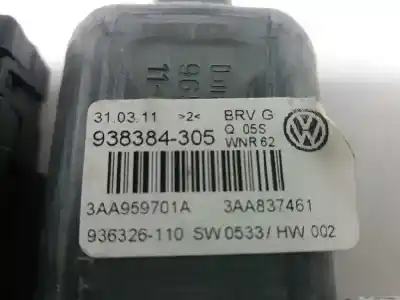 31.03.11 >2< BRV G
938384-305 Q 05S
WNR 62
3AA959701A 3AA837461
936326-110 SW 0533/ HW 002